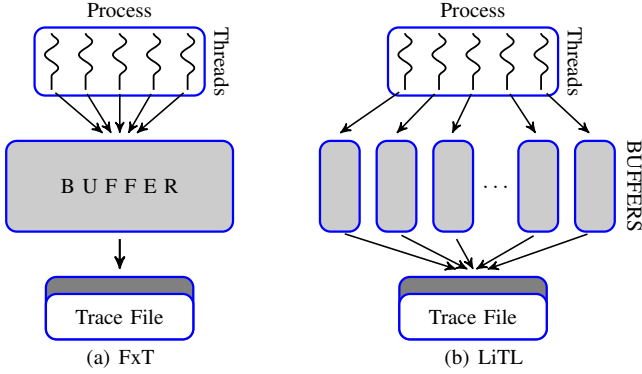 Process
Threads
B U F F E R
Trace File
(a) FxT
Process
Threads
BUFFERS
. . .
Trace File
(b) LiTL